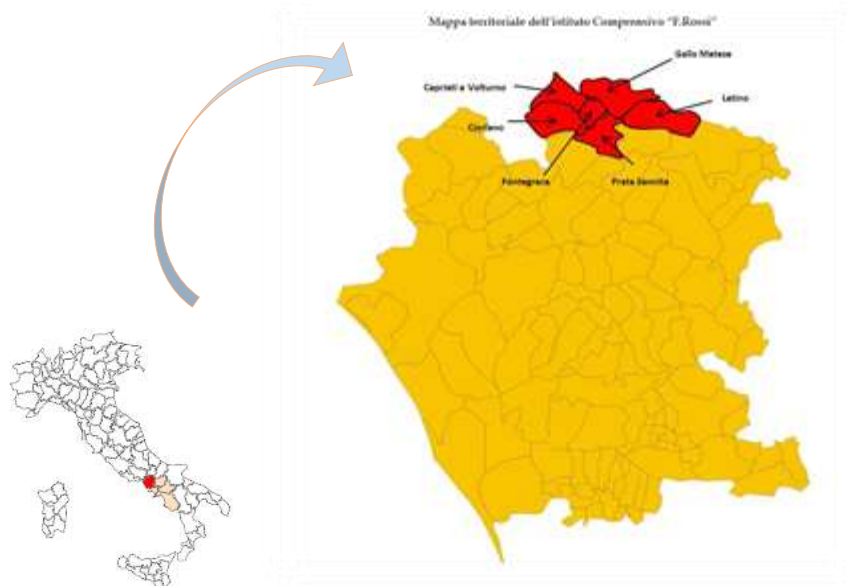 Mappa territoriale dell'istituto Comprensivo "F.Rossi"
Gallo Matese
Capriati a Volturno
Letino
Ciorlano
Fontegreca
Prata Sannita